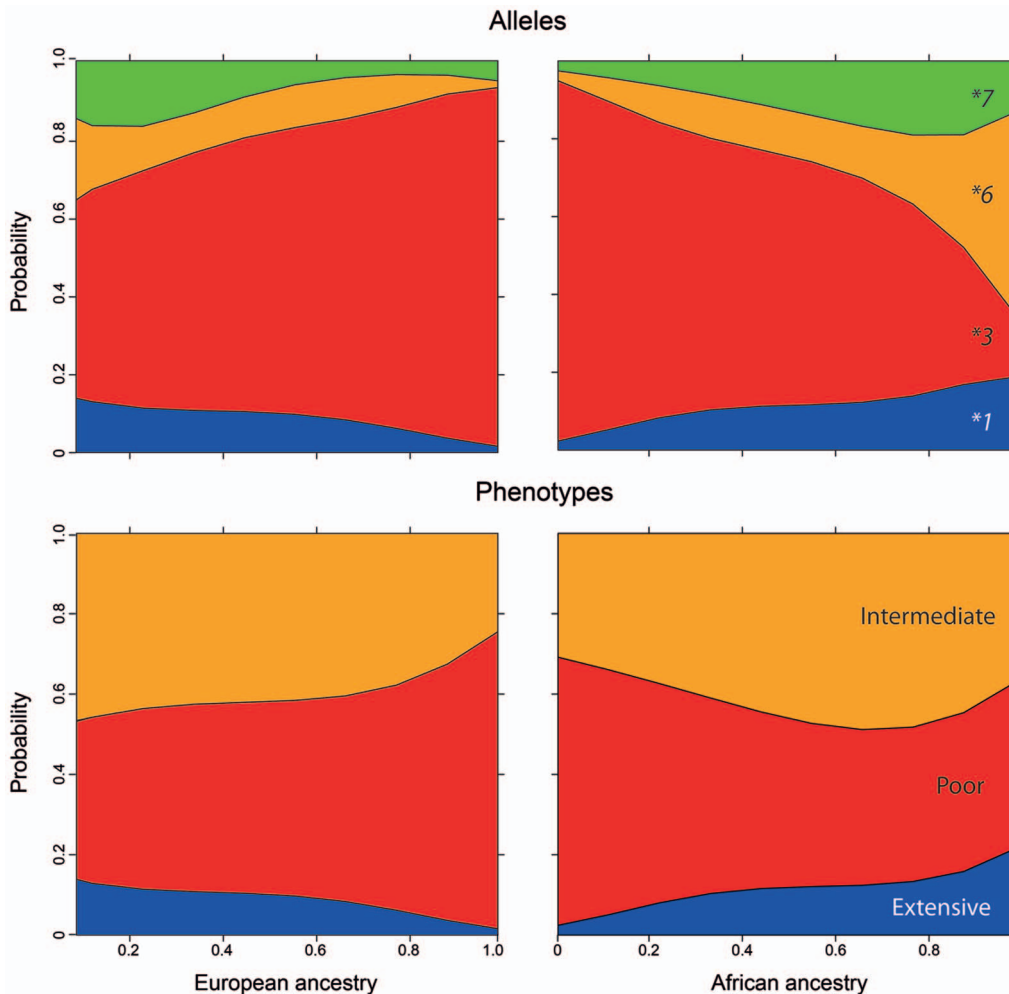 Alleles
Probability
0
0.2
0.4
0.6
0.8
1.0
*7
*6
*3
*1
Phenotypes
Probability
0
0.2
0.4
0.6
0.8
1.0
Intermediate
Poor
Extensive
0.2 0.4 0.6 0.8 1.0
0 0.2 0.4 0.6 0.8
European ancestry
African ancestry